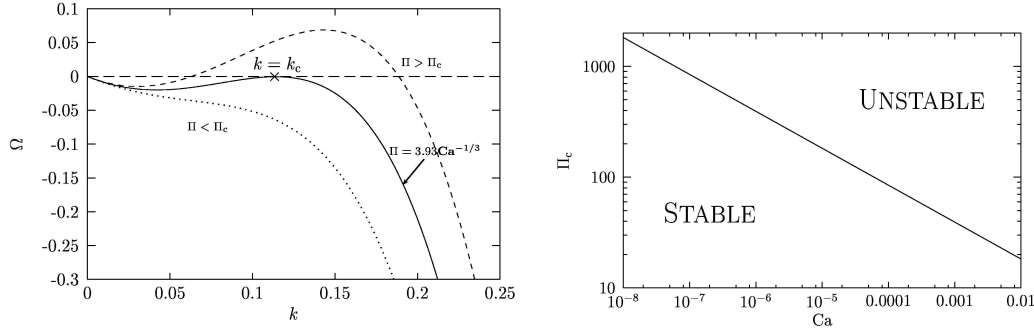 0.1
0.05
0
-0.05
-0.1
-0.15
-0.2
-0.25
-0.3
Ω
k = k_c
Π > Π_c
Π < Π_c
Π = 3.93Ca^{-1/3}
0 0.05 0.1 0.15 0.2 0.25
k
1000
100
10
Π_c
UNSTABLE
STABLE
10^{-8} 10^{-7} 10^{-6} 10^{-5} 0.0001 0.001 0.01
Ca